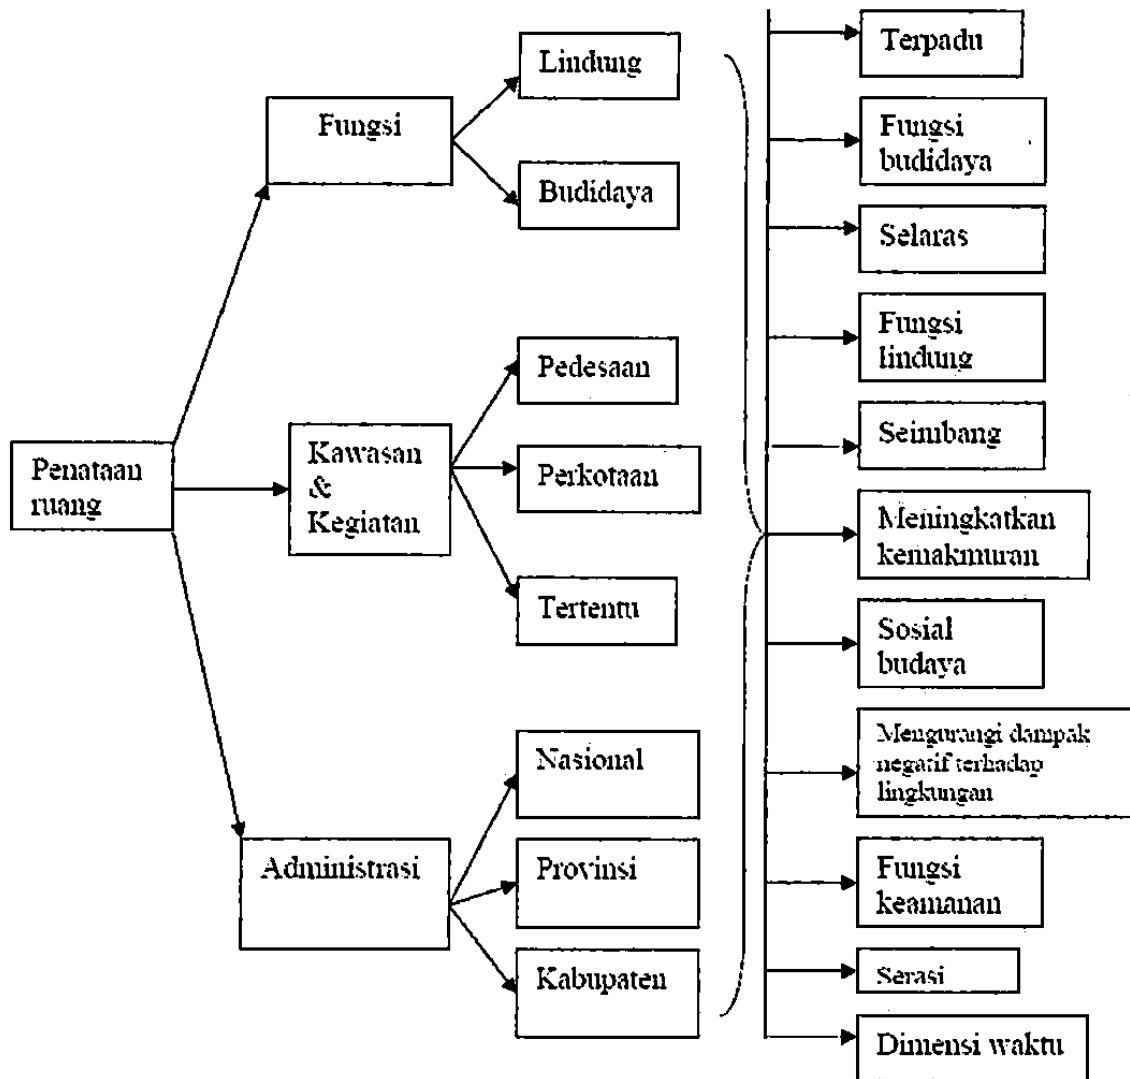 Penataan
ruang
Fungsi
Kawasan
&
Kegiatan
Administrasi
Lindung
Budidaya
Pedesaan
Perkotaan
Tertentu
Nasional
Provinsi
Kabupaten
Terpadu
Fungsi
budidaya
Selaras
Fungsi
lindung
Seimbang
Meningkatkan
kemakmuran
Sosial
budaya
Mengurangi dampak
negatif terhadap
lingkungan
Fungsi
keamanan
Serasi
Dimensi waktu